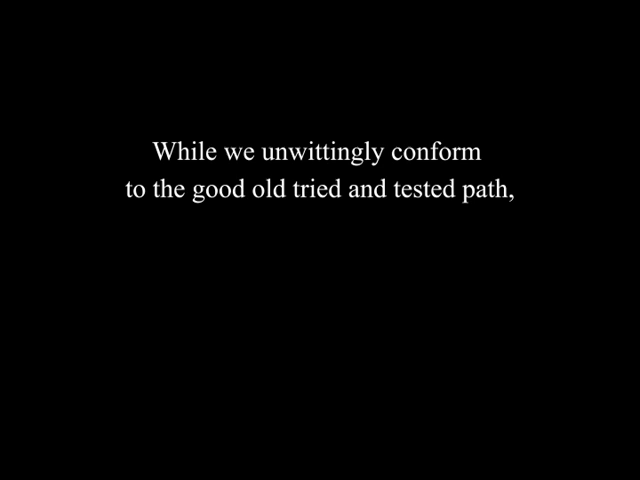 While we unwittingly conform
to the good old tried and tested path,